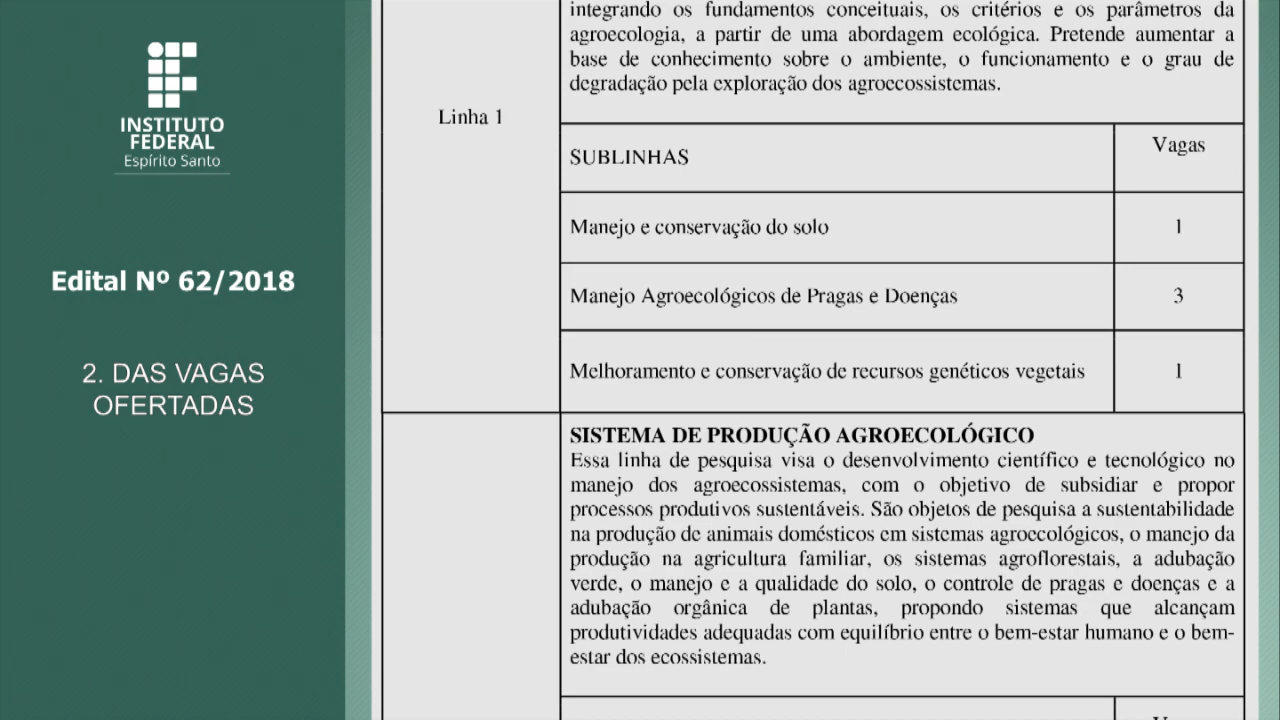 INSTITUTO
FEDERAL
Espírito Santo
Edital Nº 62/2018
2. DAS VAGAS
OFERTADAS
integrando os fundamentos conceituais, os critérios e os parâmetros da
agroecologia, a partir de uma abordagem ecológica. Pretende aumentar a
base de conhecimento sobre o ambiente, o funcionamento e o grau de
degradação pela exploração dos agroecossistemas.
Linha 1
SUBLINHAS
Vagas
Manejo e conservação do solo
1
Manejo Agroecológicos de Pragas e Doenças
3
Melhoramento e conservação de recursos genéticos vegetais
1
SISTEMA DE PRODUÇÃO AGROECOLÓGICO
Essa linha de pesquisa visa o desenvolvimento científico e tecnológico no
manejo dos agroecossistemas, com o objetivo de subsidiar e propor
processos produtivos sustentáveis. São objetos de pesquisa a sustentabilidade
na produção de animais domésticos em sistemas agroecológicos, o manejo da
produção na agricultura familiar, os sistemas agroflorestais, a adubação
verde, o manejo e a qualidade do solo, o controle de pragas e doenças e a
adubação orgânica de plantas, propondo sistemas que alcançam
produtividades adequadas com equilíbrio entre o bem-estar humano e o bem-
estar dos ecossistemas.